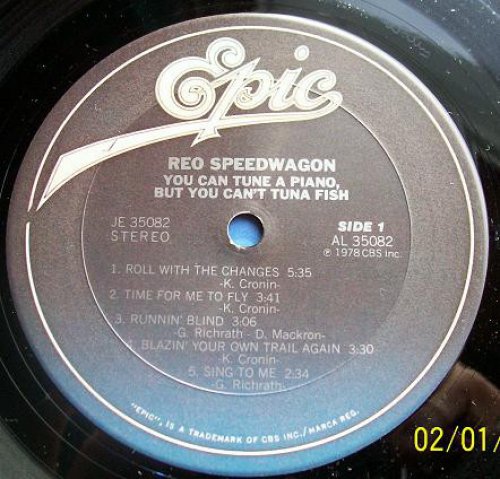 Epic
REO SPEEDWAGON
YOU CAN TUNE A PIANO,
BUT YOU CAN'T TUNA FISH
JE 35082
STEREO
SIDE 1
AL 35082
℗ 1978 CBS Inc.
1. ROLL WITH THE CHANGES 5:35
-K. Cronin-
2. TIME FOR ME TO FLY 3:41
-K. Cronin-
3. RUNNIN' BLIND 3:06
-G. Richrath - D. Mackron-
4. BLAZIN' YOUR OWN TRAIL AGAIN 3:30
-K. Cronin-
5. SING TO ME 2:34
-G. Richrath-
"EPIC", IS A TRADEMARK OF CBS INC./MARCA REG.
02/01/